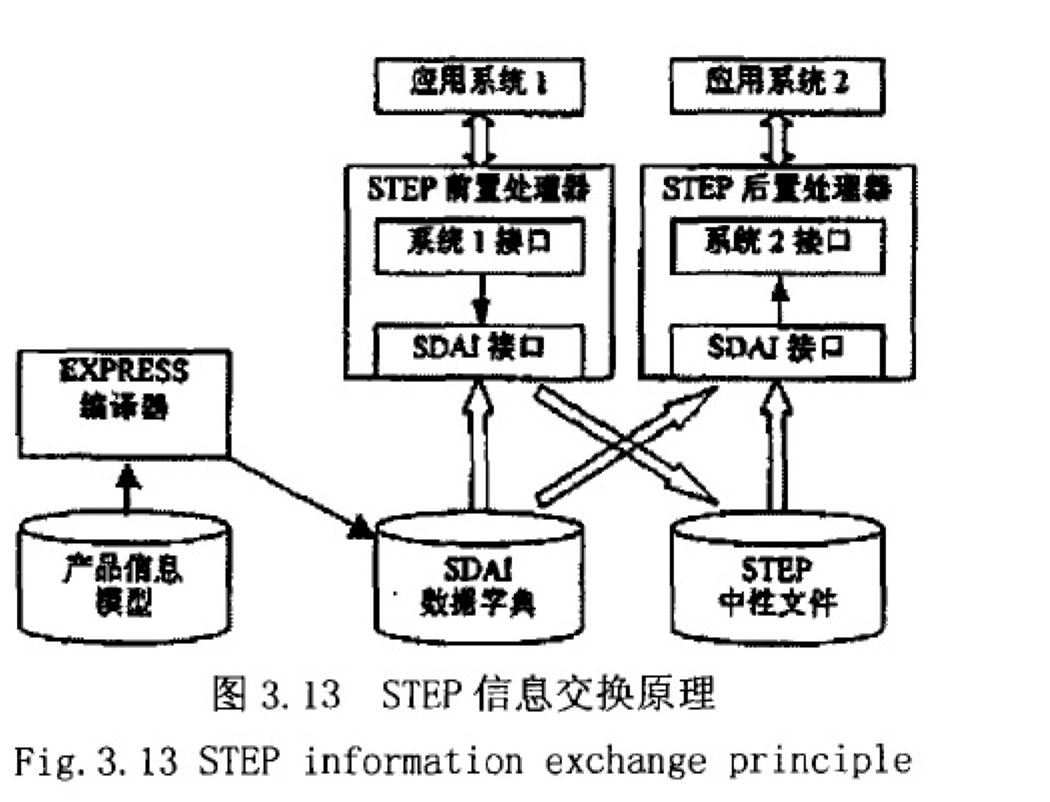 应用系统 1
应用系统 2
STEP 前置处理器
系统 1 接口
SDAI 接口
STEP 后置处理器
系统 2 接口
SDAI 接口
EXPRESS
编译器
产品信息
模型
SDAI
数据字典
STEP
中性文件
图 3.13 STEP 信息交换原理
Fig.3.13 STEP information exchange principle